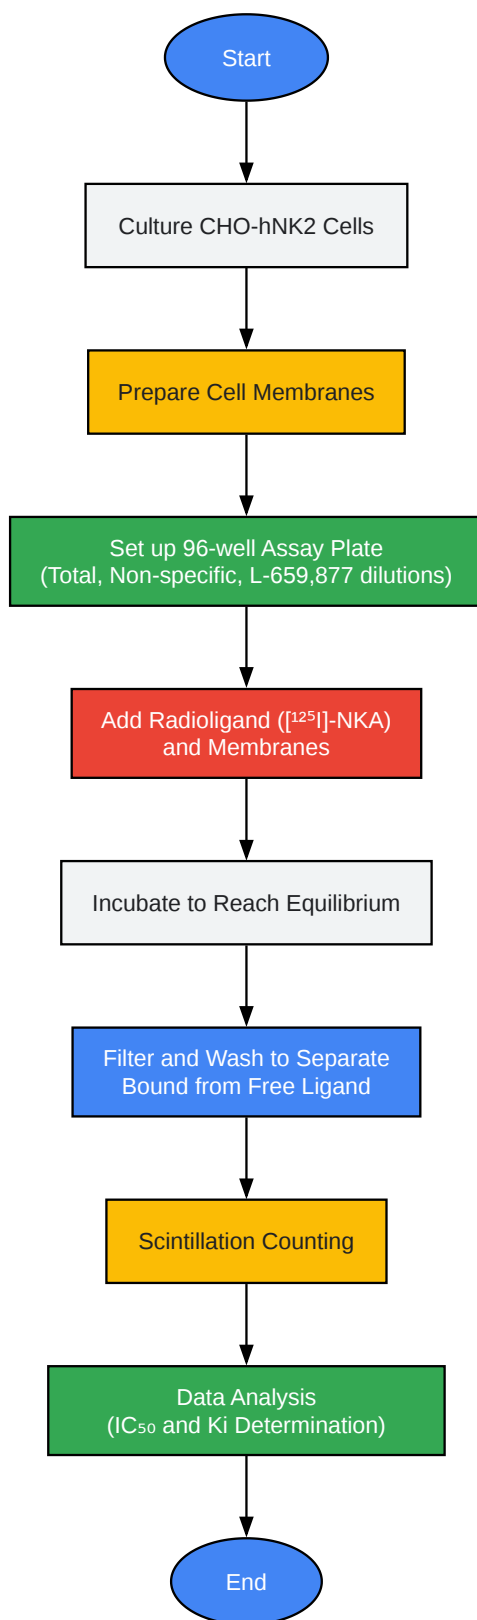 Start
Culture CHO-hNK2 Cells
Prepare Cell Membranes
Set up 96-well Assay Plate
(Total, Non-specific, L-659,877 dilutions)
Add Radioligand ([¹²⁵I]-NKA)
and Membranes
Incubate to Reach Equilibrium
Filter and Wash to Separate
Bound from Free Ligand
Scintillation Counting
Data Analysis
(IC₅₀ and Ki Determination)
End